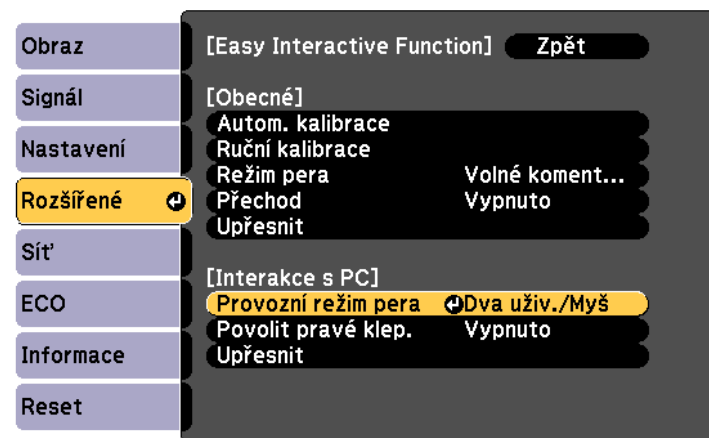 Obraz
Signál
Nastavení
Rozšířené
Síť
ECO
Informace
Reset
[Easy Interactive Function] Zpět
[Obecné]
Autom. kalibrace
Ruční kalibrace
Režim pera Volné koment...
Přechod Vypnuto
Upřesnit
[Interakce s PC]
Provozní režim pera Dva uživ./Myš
Povolit pravé klep. Vypnuto
Upřesnit